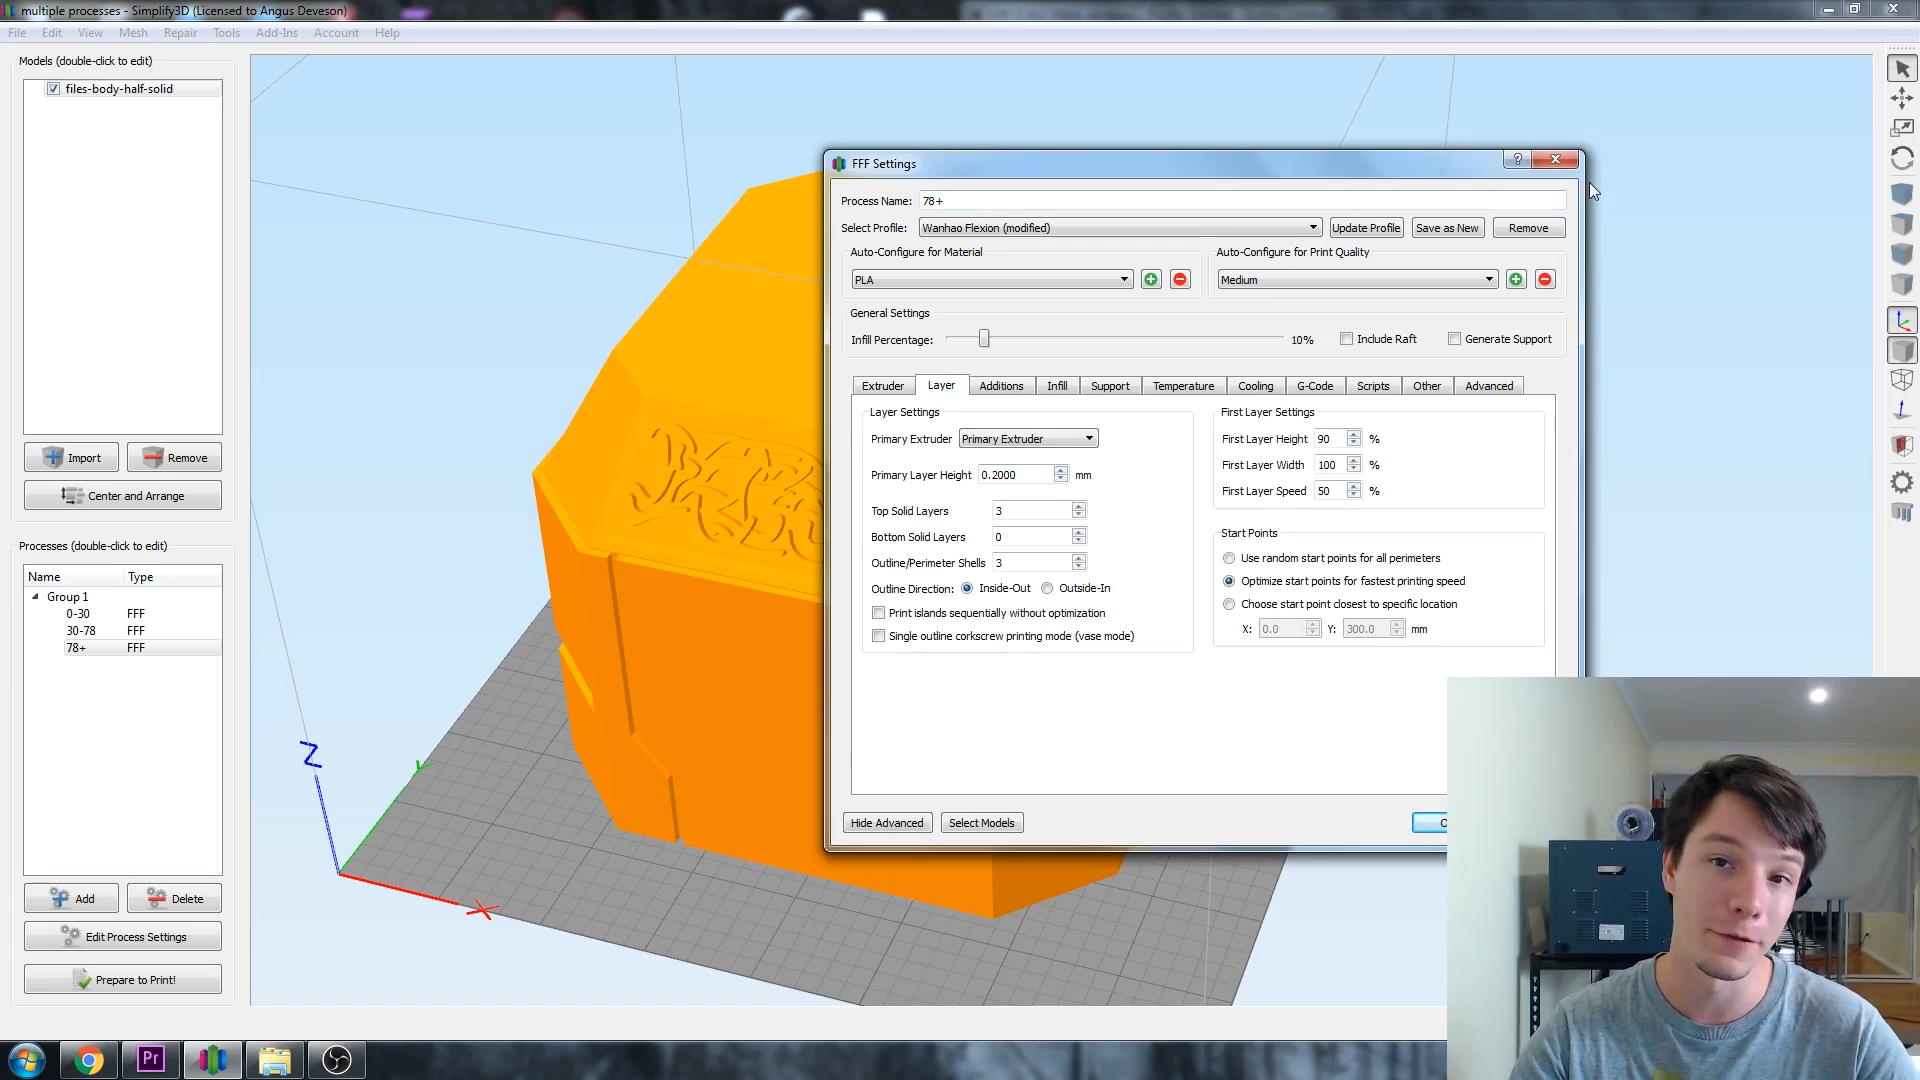 multiple processes - Simplify3D (Licensed to Angus Deveson)
File Edit View Mesh Repair Tools Add-Ins Account Help
Models (double-click to edit)
files-body-half-solid
Import Remove
Center and Arrange
Processes (double-click to edit)
Name Type
Group 1
0-30 FFF
30-78 FFF
78+ FFF
Add Delete
Edit Process Settings
Prepare to Print!
Z
Y
X
FFF Settings
?
Process Name: 78+
Select Profile: Wanhao Flexion (modified) Update Profile Save as New Remove
Auto-Configure for Material
PLA
Auto-Configure for Print Quality
Medium
General Settings
Infill Percentage: 10% Include Raft Generate Support
Extruder Layer Additions Infill Support Temperature Cooling G-Code Scripts Other Advanced
Layer Settings
Primary Extruder Primary Extruder
Primary Layer Height 0.2000 mm
Top Solid Layers 3
Bottom Solid Layers 0
Outline/Perimeter Shells 3
Outline Direction: Inside-Out Outside-In
Print islands sequentially without optimization
Single outline corkscrew printing mode (vase mode)
First Layer Settings
First Layer Height 90 %
First Layer Width 100 %
First Layer Speed 50 %
Start Points
Use random start points for all perimeters
Optimize start points for fastest printing speed
Choose start point closest to specific location
X: 0.0 Y: 300.0 mm
Hide Advanced Select Models
Pr